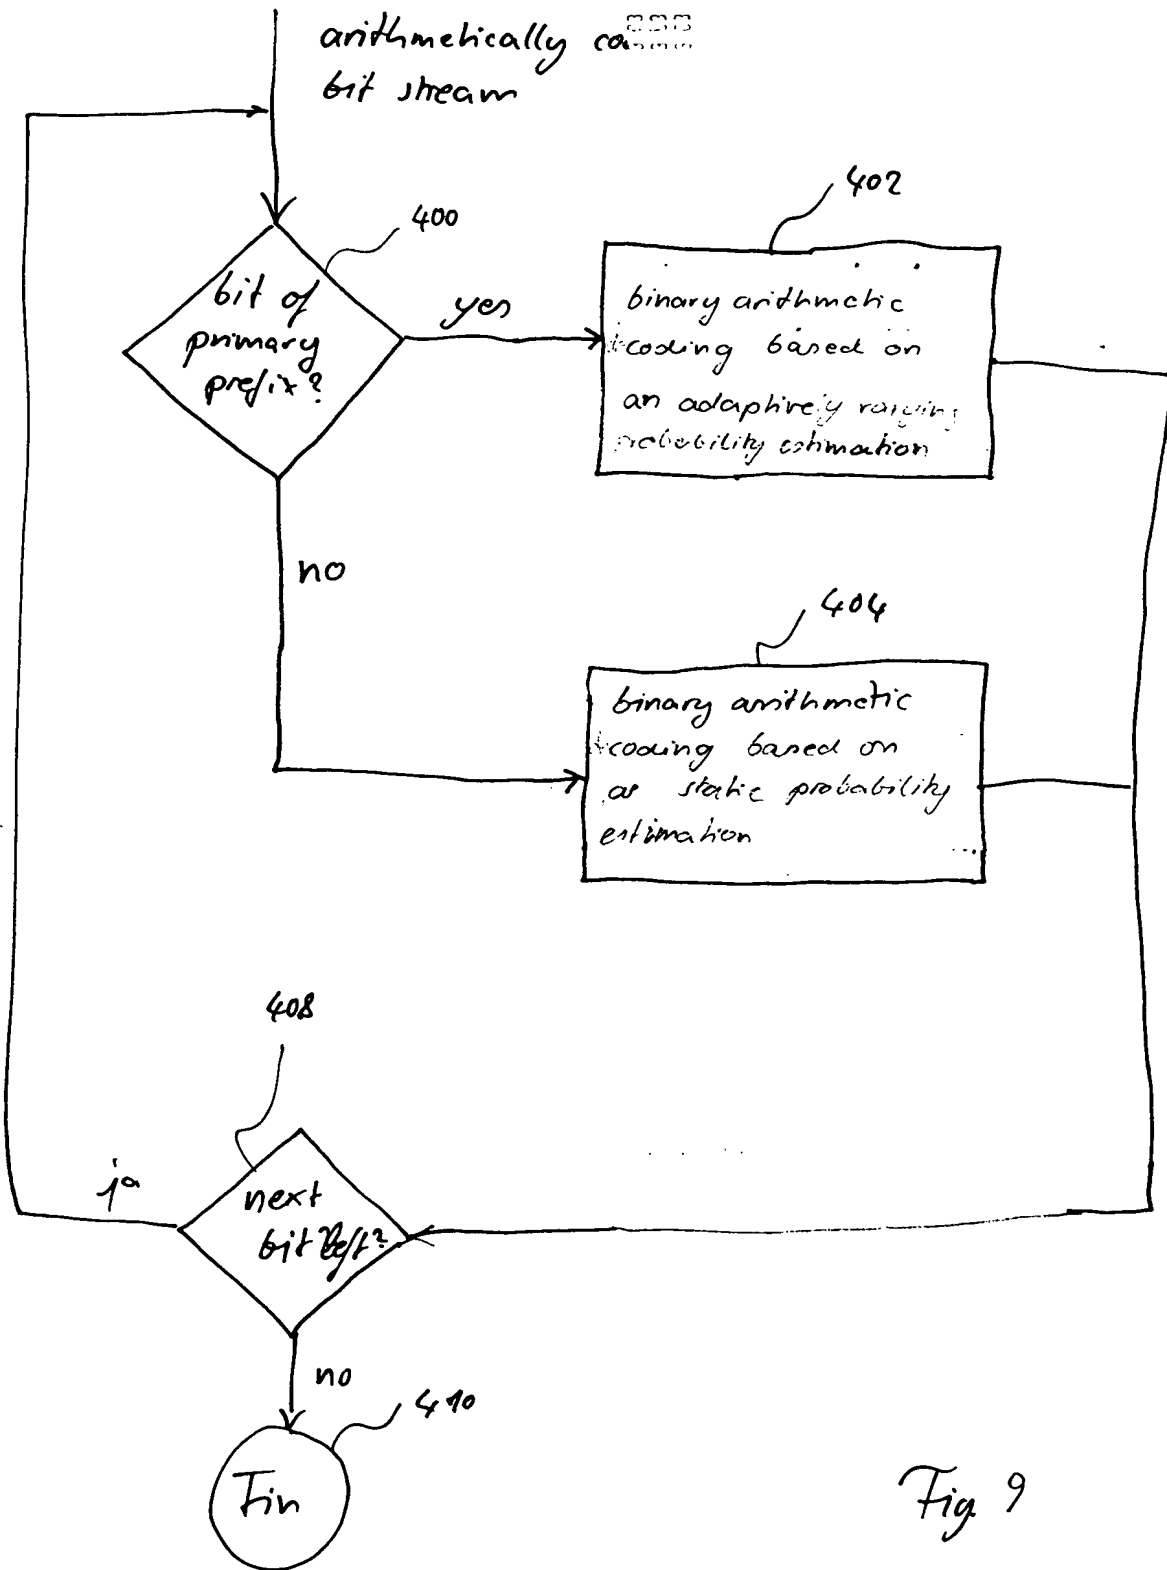 arithmetically
bit stream
400
402
bit of
primary
prefix?
yes
binary arithmetic
coding based on
an adaptively varying
probability estimation
no
404
binary arithmetic
coding based on
a static probability
estimation
408
ja
next
bit left?
no
410
Fin
Fig 9